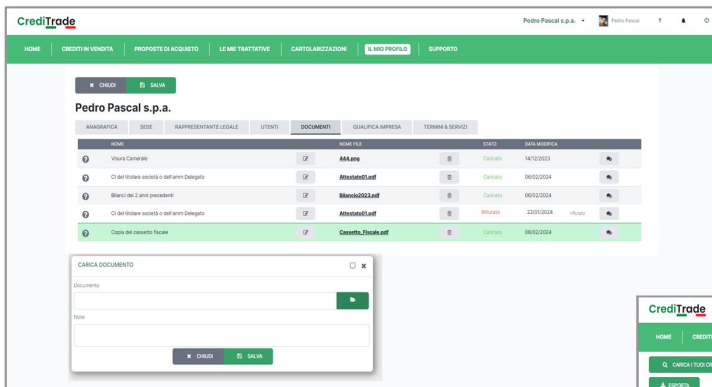 CrediTrade
Pedro Pascal s.p.a.
Pedro Pascal
?
HOME
CREDITI IN VENDITA
PROPOSTE DI ACQUISTO
LE MIE TRATTATIVE
CARTOLARIZZAZIONI
IL MIO PROFILO
SUPPORTO
CHIUDI
SALVA
Pedro Pascal s.p.a.
ANAGRAFICA SEDE RAPPRESENTANTE LEGALE UTENTI DOCUMENTI QUALIFICA IMPRESA TERMINI & SERVIZI
NOME NOME FILE STATO DATA MODIFICA
? Visura Camerale 444.png Caricato 14/12/2023
? CI del titolare società o dell'amm Delegato Attestato01.pdf Caricato 06/02/2024
? Bilanci dei 2 anni precedenti Bilancio2023.pdf Caricato 06/02/2024
? CI del titolare società o dell'amm Delegato Attestato01.pdf Rifiutato 22/01/2024 rifiutato
? Copia del cassetto fiscale Cassetto_Fiscale.pdf Caricato 06/02/2024
CARICA DOCUMENTO
Documento
Note
CHIUDI
SALVA
CrediTrade
HOME
CREDITI
CARICA I TUOI CR
ESPORTA